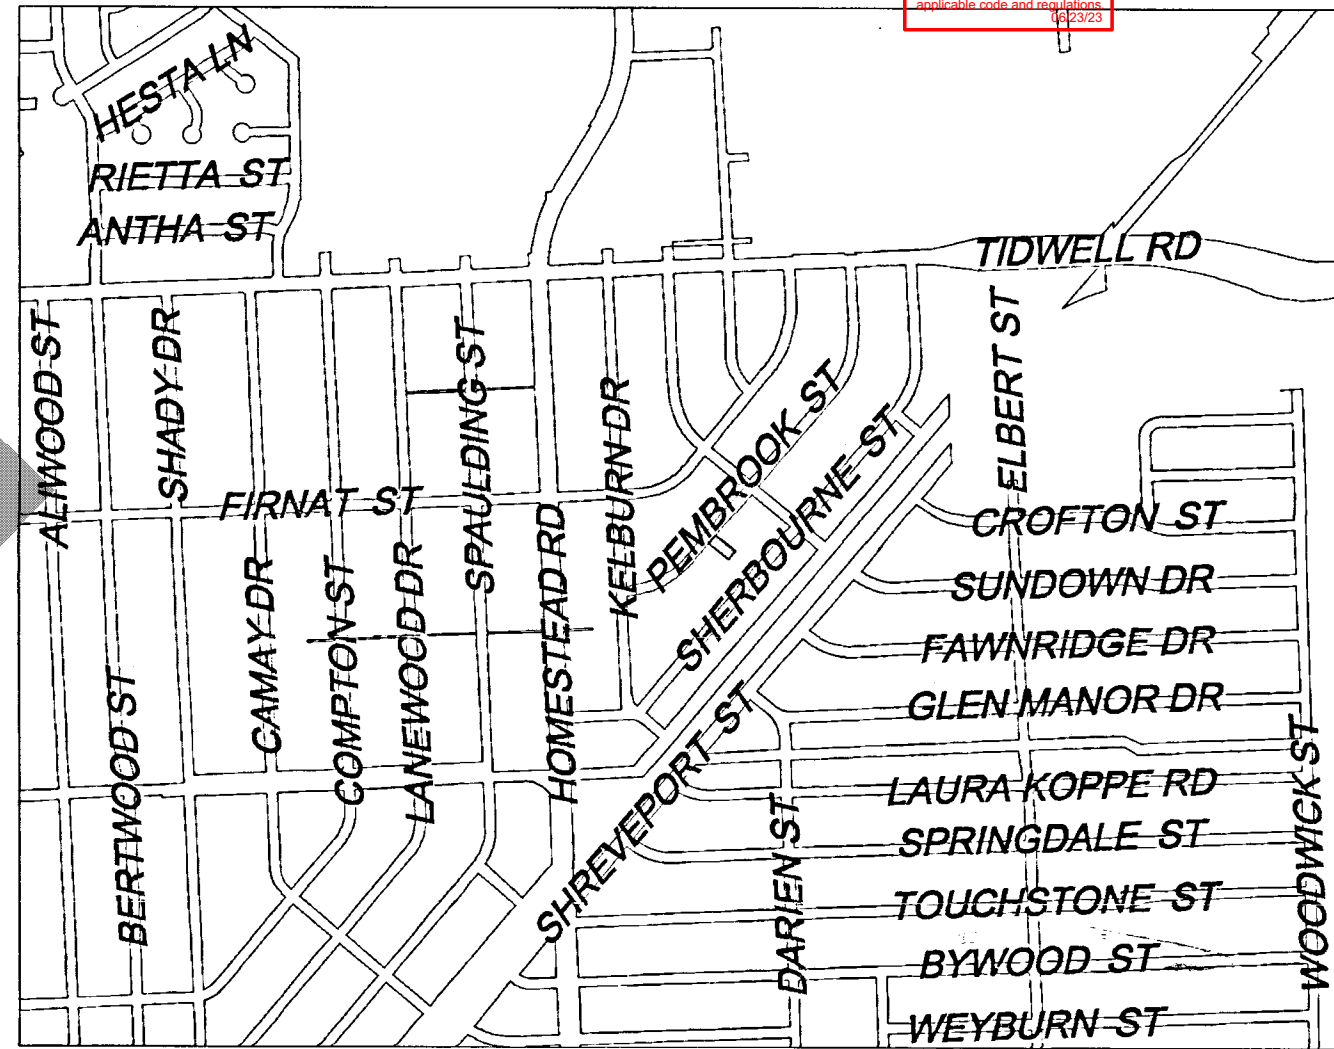 applicable code and regulations.
06/23/23
HESTA LN
RIETTA ST
ANTHA ST
TIDWELL RD
ALIWOOD ST
SHADY DR
SPAULDING ST
ELBERT ST
KELBURN DR
PEMBROOK ST
SHERBOURNE ST
FIRNAT ST
CROFTON ST
HOMESTEAD RD
CAMAY DR
COMPTON ST
LANEWOOD DR
SUNDOWN DR
FAWNRIDGE DR
BERTWOOD ST
SHREVEPORT ST
GLEN MANOR DR
WOODWICK ST
LAURA KOPPE RD
DARIEN ST
SPRINGDALE ST
TOUCHSTONE ST
BYWOOD ST
WEYBURN ST